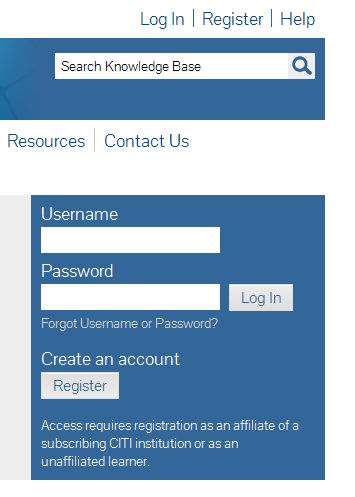 Log In | Register | Help
Search Knowledge Base
Resources | Contact Us
Username
Password
Log In
Forgot Username or Password?
Create an account
Register
Access requires registration as an affiliate of a
subscribing CITI institution or as an
unaffiliated learner.